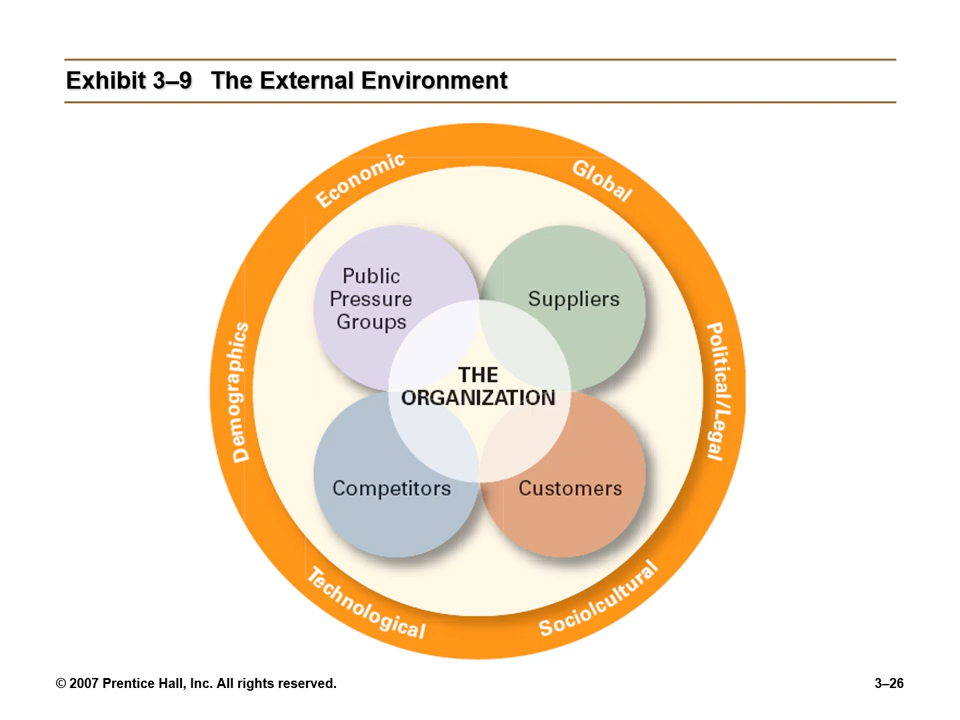 Exhibit 3–9 The External Environment
Economic
Global
Public
Pressure
Groups
Suppliers
Demographics
THE
ORGANIZATION
Political/Legal
Competitors
Customers
Technological
Sociolcultural
© 2007 Prentice Hall, Inc. All rights reserved.
3–26